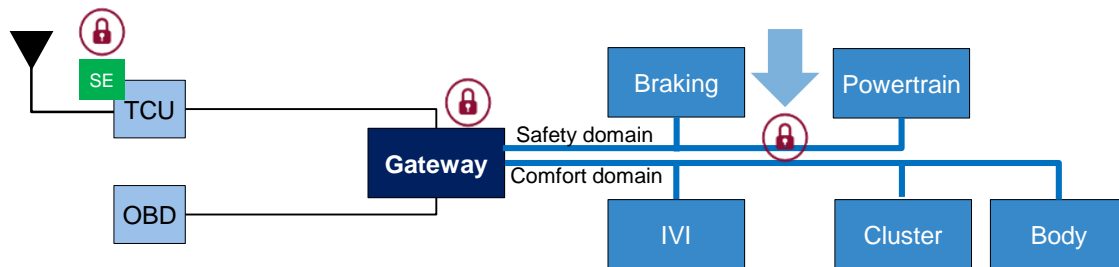 SE
TCU
OBD
Gateway
Safety domain
Comfort domain
Braking
Powertrain
IVI
Cluster
Body